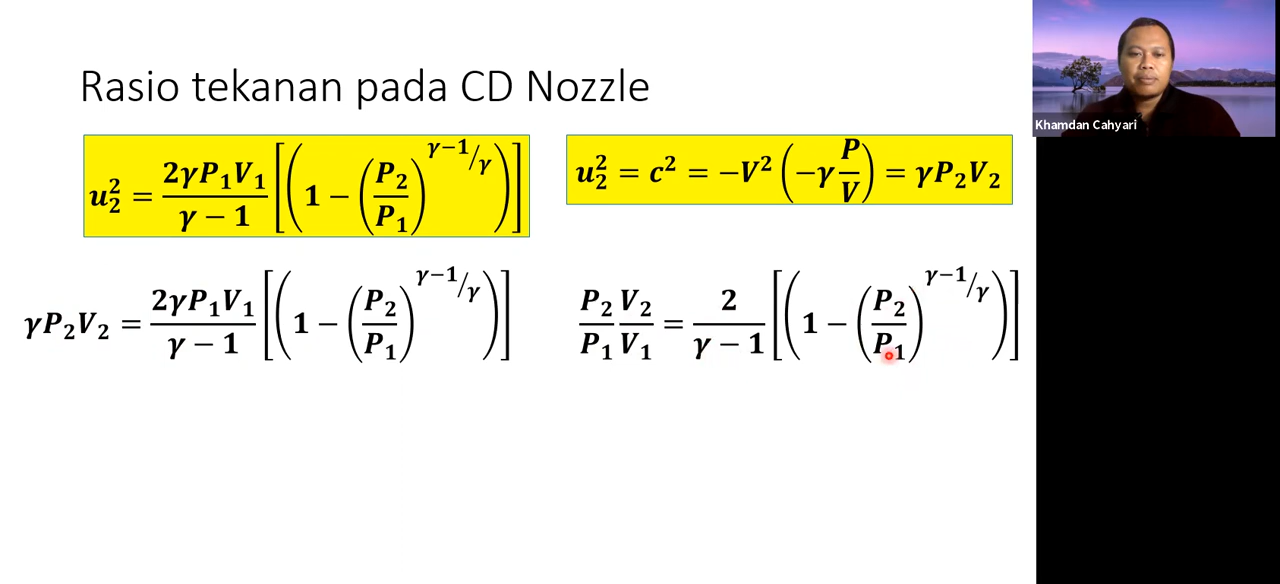 Rasio tekanan pada CD Nozzle
Khamdan Cahyari
u₂² = 2γP₁V₁/(γ − 1) [(1 − (P₂/P₁)^(γ−1/γ))]
u₂² = c² = −V² (−γ P/V) = γP₂V₂
γP₂V₂ = 2γP₁V₁/(γ − 1) [(1 − (P₂/P₁)^(γ−1/γ))]
P₂/P₁ V₂/V₁ = 2/(γ − 1) [(1 − (P₂/P₁)^(γ−1/γ))]